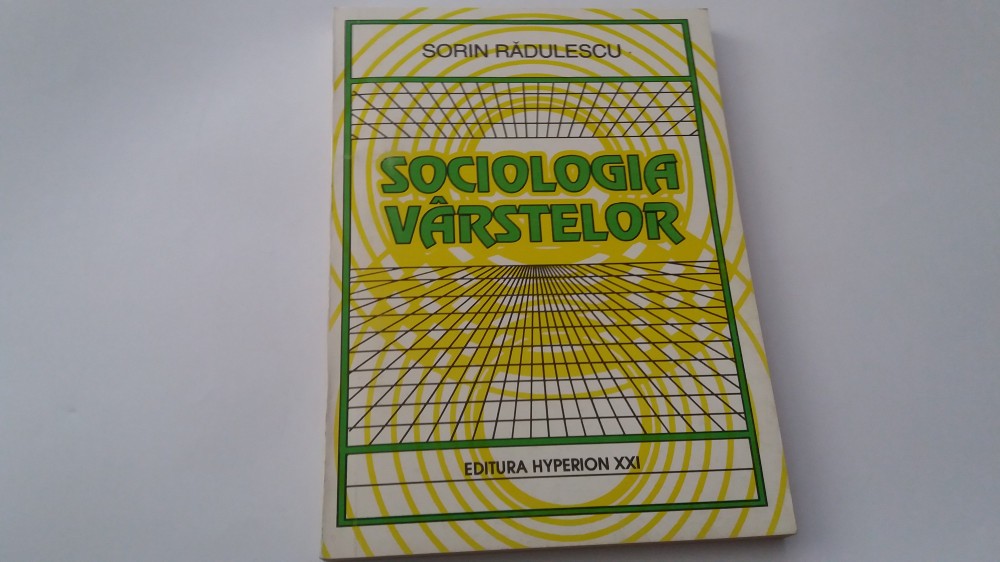 SORIN RĂDULESCU
SOCIOLOGIA
VÂRSTELOR
EDITURA HYPERION XXI